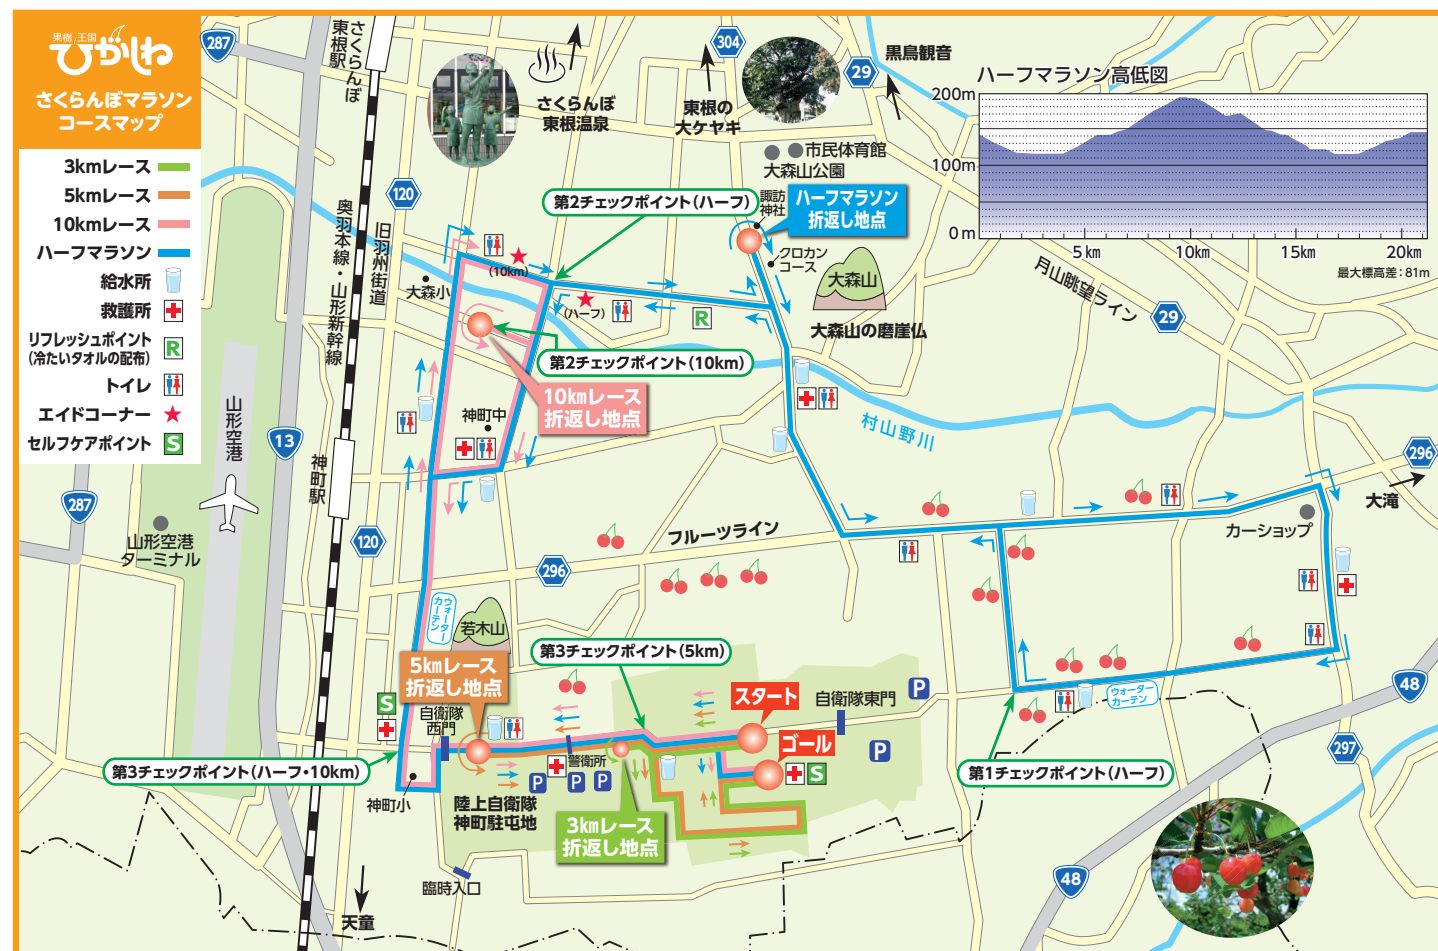 果樹王国
ひがしね
さくらんぼマラソン
コースマップ
3kmレース
5kmレース
10kmレース
ハーフマラソン
給水所
救護所
リフレッシュポイント
(冷たいタオルの配布)
R
トイレ
エイドコーナー
セルフケアポイント
S
287
さくらんぼ
東根駅
さくらんぼ
東根温泉
304
東根の
大ケヤキ
29
黒鳥観音
ハーフマラソン高低図
200m
100m
0m
5km
10km
15km
20km
最大標高差：81m
市民体育館
大森山公園
120
第2チェックポイント(ハーフ)
諏訪
神社
ハーフマラソン
折返し地点
クロカン
コース
大森山
大森山の磨崖仏
月山眺望ライン
29
奥羽本線・山形新幹線
旧羽州街道
大森小
(10km)
(ハーフ)
R
第2チェックポイント(10km)
10kmレース
折返し地点
神町中
村山野川
山形空港
13
神町駅
287
山形空港
ターミナル
120
296
大滝
カーショップ
フルーツライン
296
ウォーター
カーテン
若木山
5kmレース
折返し地点
第3チェックポイント(5km)
スタート
ゴール
自衛隊東門
P
P
S
自衛隊
西門
警衛所
P
P
P
S
ウォーター
カーテン
48
297
第3チェックポイント(ハーフ・10km)
第1チェックポイント(ハーフ)
神町小
陸上自衛隊
神町駐屯地
3kmレース
折返し地点
臨時入口
天童
48